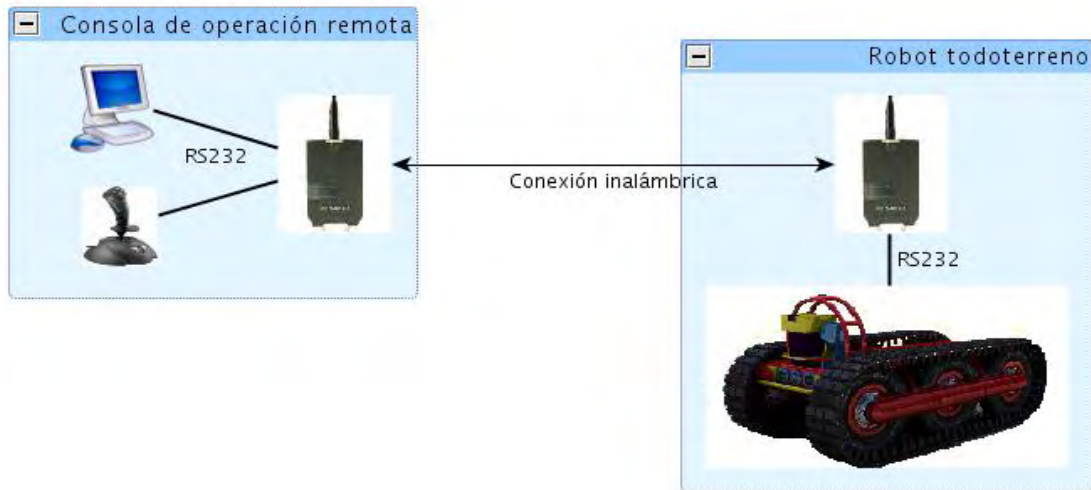 Consola de operación remota
RS232
Robot todoterreno
Conexión inalámbrica
RS232